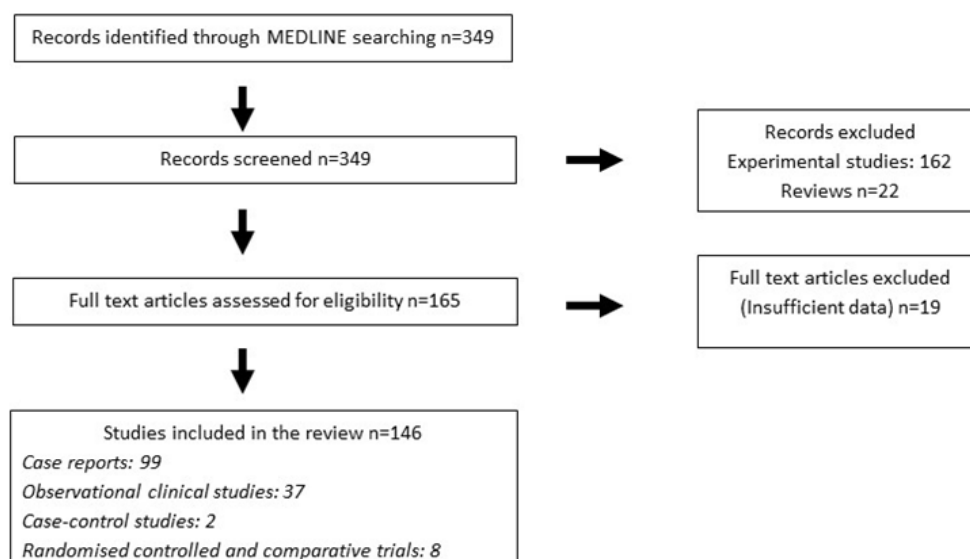 Records identified through MEDLINE searching n=349
Records screened n=349
Records excluded
Experimental studies: 162
Reviews n=22
Full text articles assessed for eligibility n=165
Full text articles excluded
(Insufficient data) n=19
Studies included in the review n=146
Case reports: 99
Observational clinical studies: 37
Case-control studies: 2
Randomised controlled and comparative trials: 8